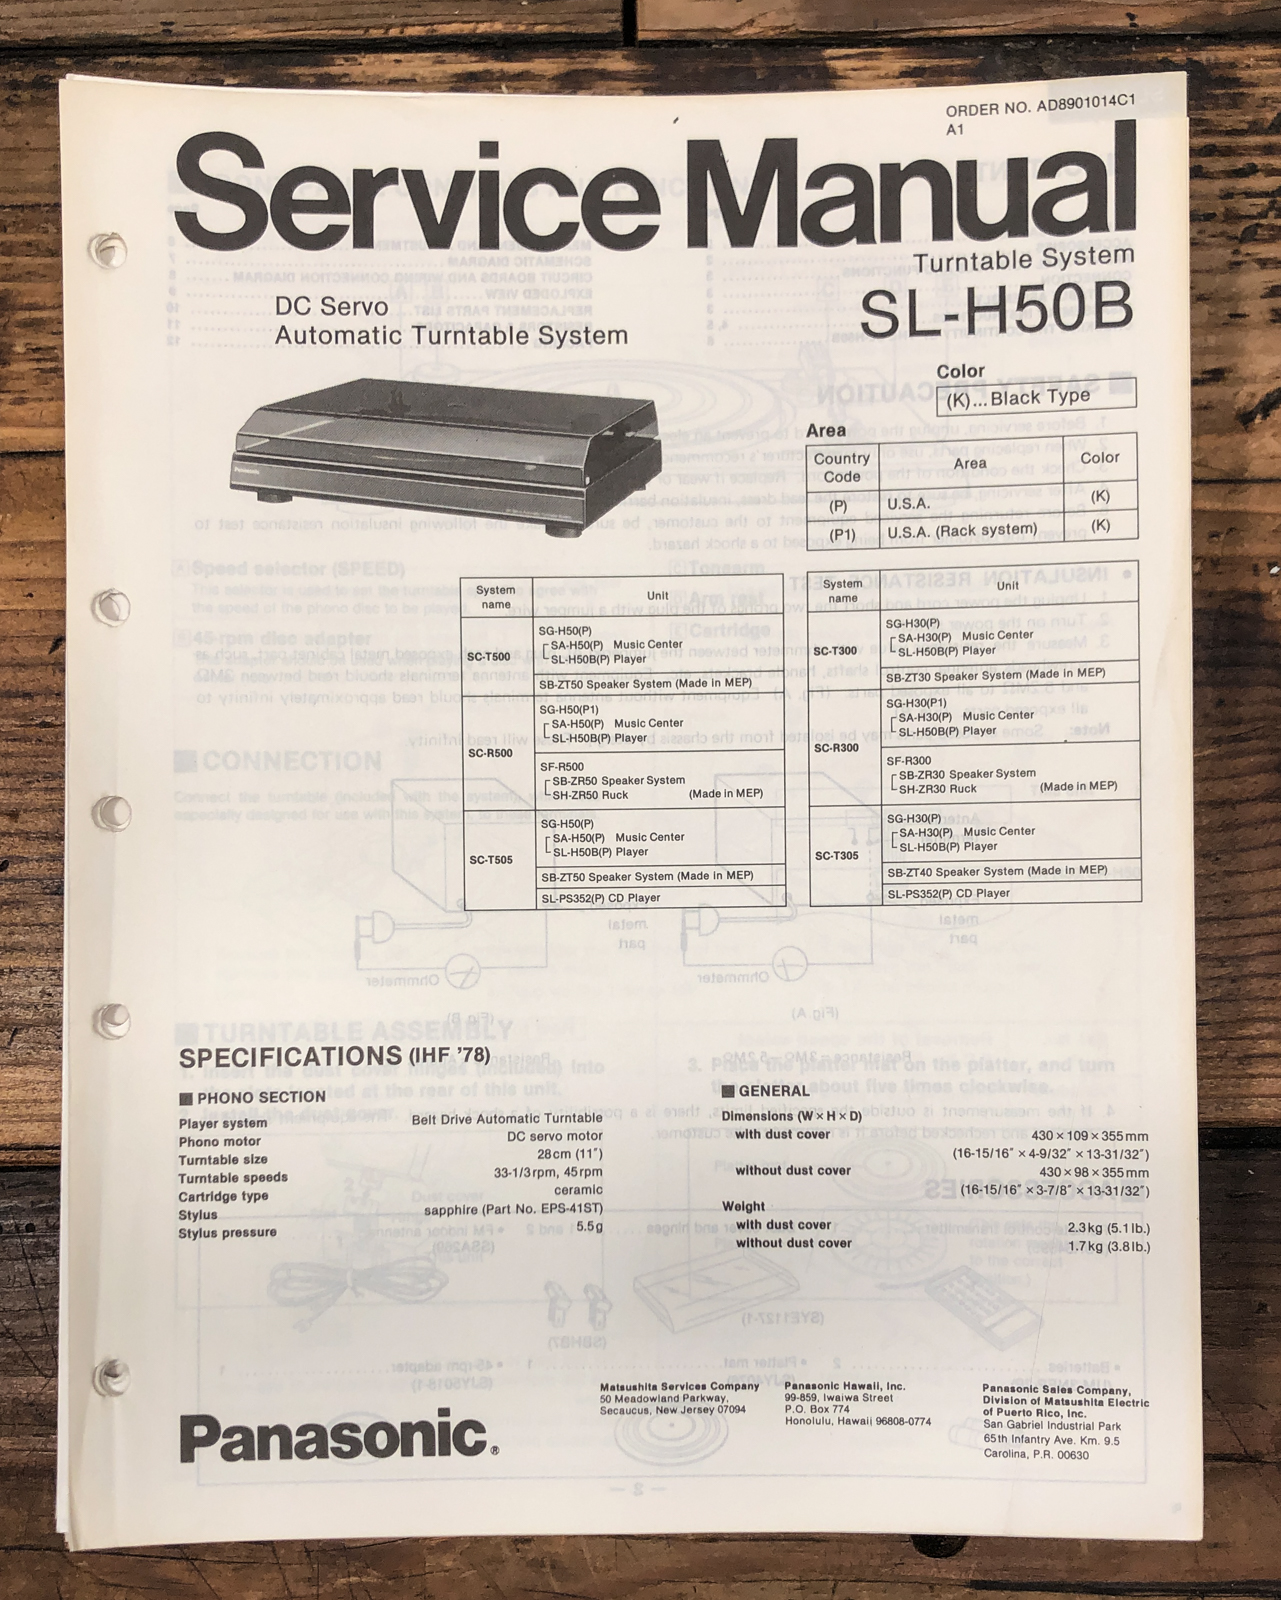 ORDER NO. AD8901014C1
A1
Service Manual
Turntable System
SL-H50B
DC Servo
Automatic Turntable System
Color
(K)...Black Type
Area
Country Code Area Color
(P) U.S.A. (K)
(P1) U.S.A. (Rack system) (K)
Panasonic
System name Unit
SC-T500
SG-H50(P)
SA-H50(P) Music Center
SL-H50B(P) Player
SB-ZT50 Speaker System (Made in MEP)
SC-R500
SG-H50(P1)
SA-H50(P) Music Center
SL-H50B(P) Player
SF-R500
SB-ZR50 Speaker System
SH-ZR50 Ruck (Made in MEP)
SC-T505
SG-H50(P)
SA-H50(P) Music Center
SL-H50B(P) Player
SB-ZT50 Speaker System (Made in MEP)
SL-PS352(P) CD Player
System name Unit
SC-T300
SG-H30(P)
SA-H30(P) Music Center
SL-H50B(P) Player
SB-ZT30 Speaker System (Made in MEP)
SC-R300
SG-H30(P1)
SA-H30(P) Music Center
SL-H50B(P) Player
SF-R300
SB-ZR30 Speaker System
SH-ZR30 Ruck (Made in MEP)
SC-T305
SG-H30(P)
SA-H30(P) Music Center
SL-H50B(P) Player
SB-ZT40 Speaker System (Made in MEP)
SL-PS352(P) CD Player
SPECIFICATIONS (IHF '78)
■ PHONO SECTION
Player system Belt Drive Automatic Turntable
Phono motor DC servo motor
Turntable size 28cm (11″)
Turntable speeds 33-1/3rpm, 45rpm
Cartridge type ceramic
Stylus sapphire (Part No. EPS-41ST)
Stylus pressure 5.5g
■ GENERAL
Dimensions (W×H×D)
with dust cover 430×109×355mm
(16-15/16″×4-9/32″×13-31/32″)
without dust cover 430×98×355mm
(16-15/16″×3-7/8″×13-31/32″)
Weight
with dust cover 2.3kg (5.1lb.)
without dust cover 1.7kg (3.8lb.)
Panasonic®
Matsushita Services Company
50 Meadowland Parkway,
Secaucus, New Jersey 07094
Panasonic Hawaii, Inc.
99-859, Iwaiwa Street
P.O. Box 774
Honolulu, Hawaii 96808-0774
Panasonic Sales Company,
Division of Matsushita Electric
of Puerto Rico, Inc.
San Gabriel Industrial Park
65th Infantry Ave. Km. 9.5
Carolina, P.R. 00630